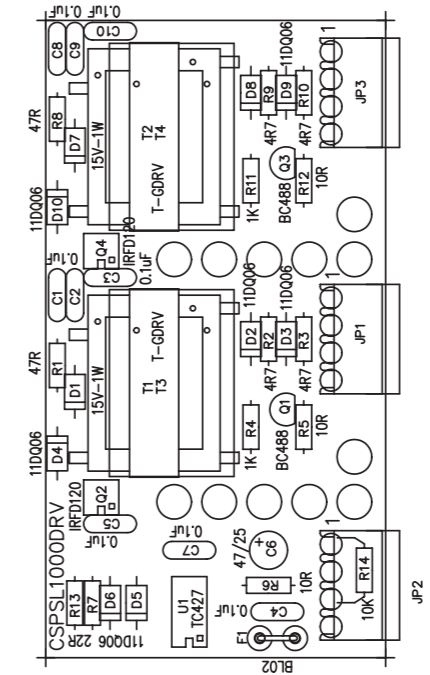 0.1uF
0.1uF
C8
C9
C10
47R
R8
D7
15V-1W
11DQ06
D10
T2
T4
T-GDRV
D8
R9
D9
R10
11DQ06
4R7
4R7
1
JP3
R11
1K
BC488
Q3
R12
10R
Q4
IRFD120
0.1uF
C1
C2
C3
0.1uF
47R
R1
D1
15V-1W
11DQ06
D4
T1
T3
T-GDRV
11DQ06
D2
R2
D3
R3
11DQ06
4R7
4R7
1
JP1
R4
1K
BC488
Q1
R5
10R
IRFD120
Q2
C5
0.1uF
CSPSL1000DRV
R13
R7
22R
D6
D5
11DQ06
C7
0.1uF
U1
TC427
47/25
+
C6
R6
10R
0.1uF
C4
F1
BL02
1
R14
10K
JP2